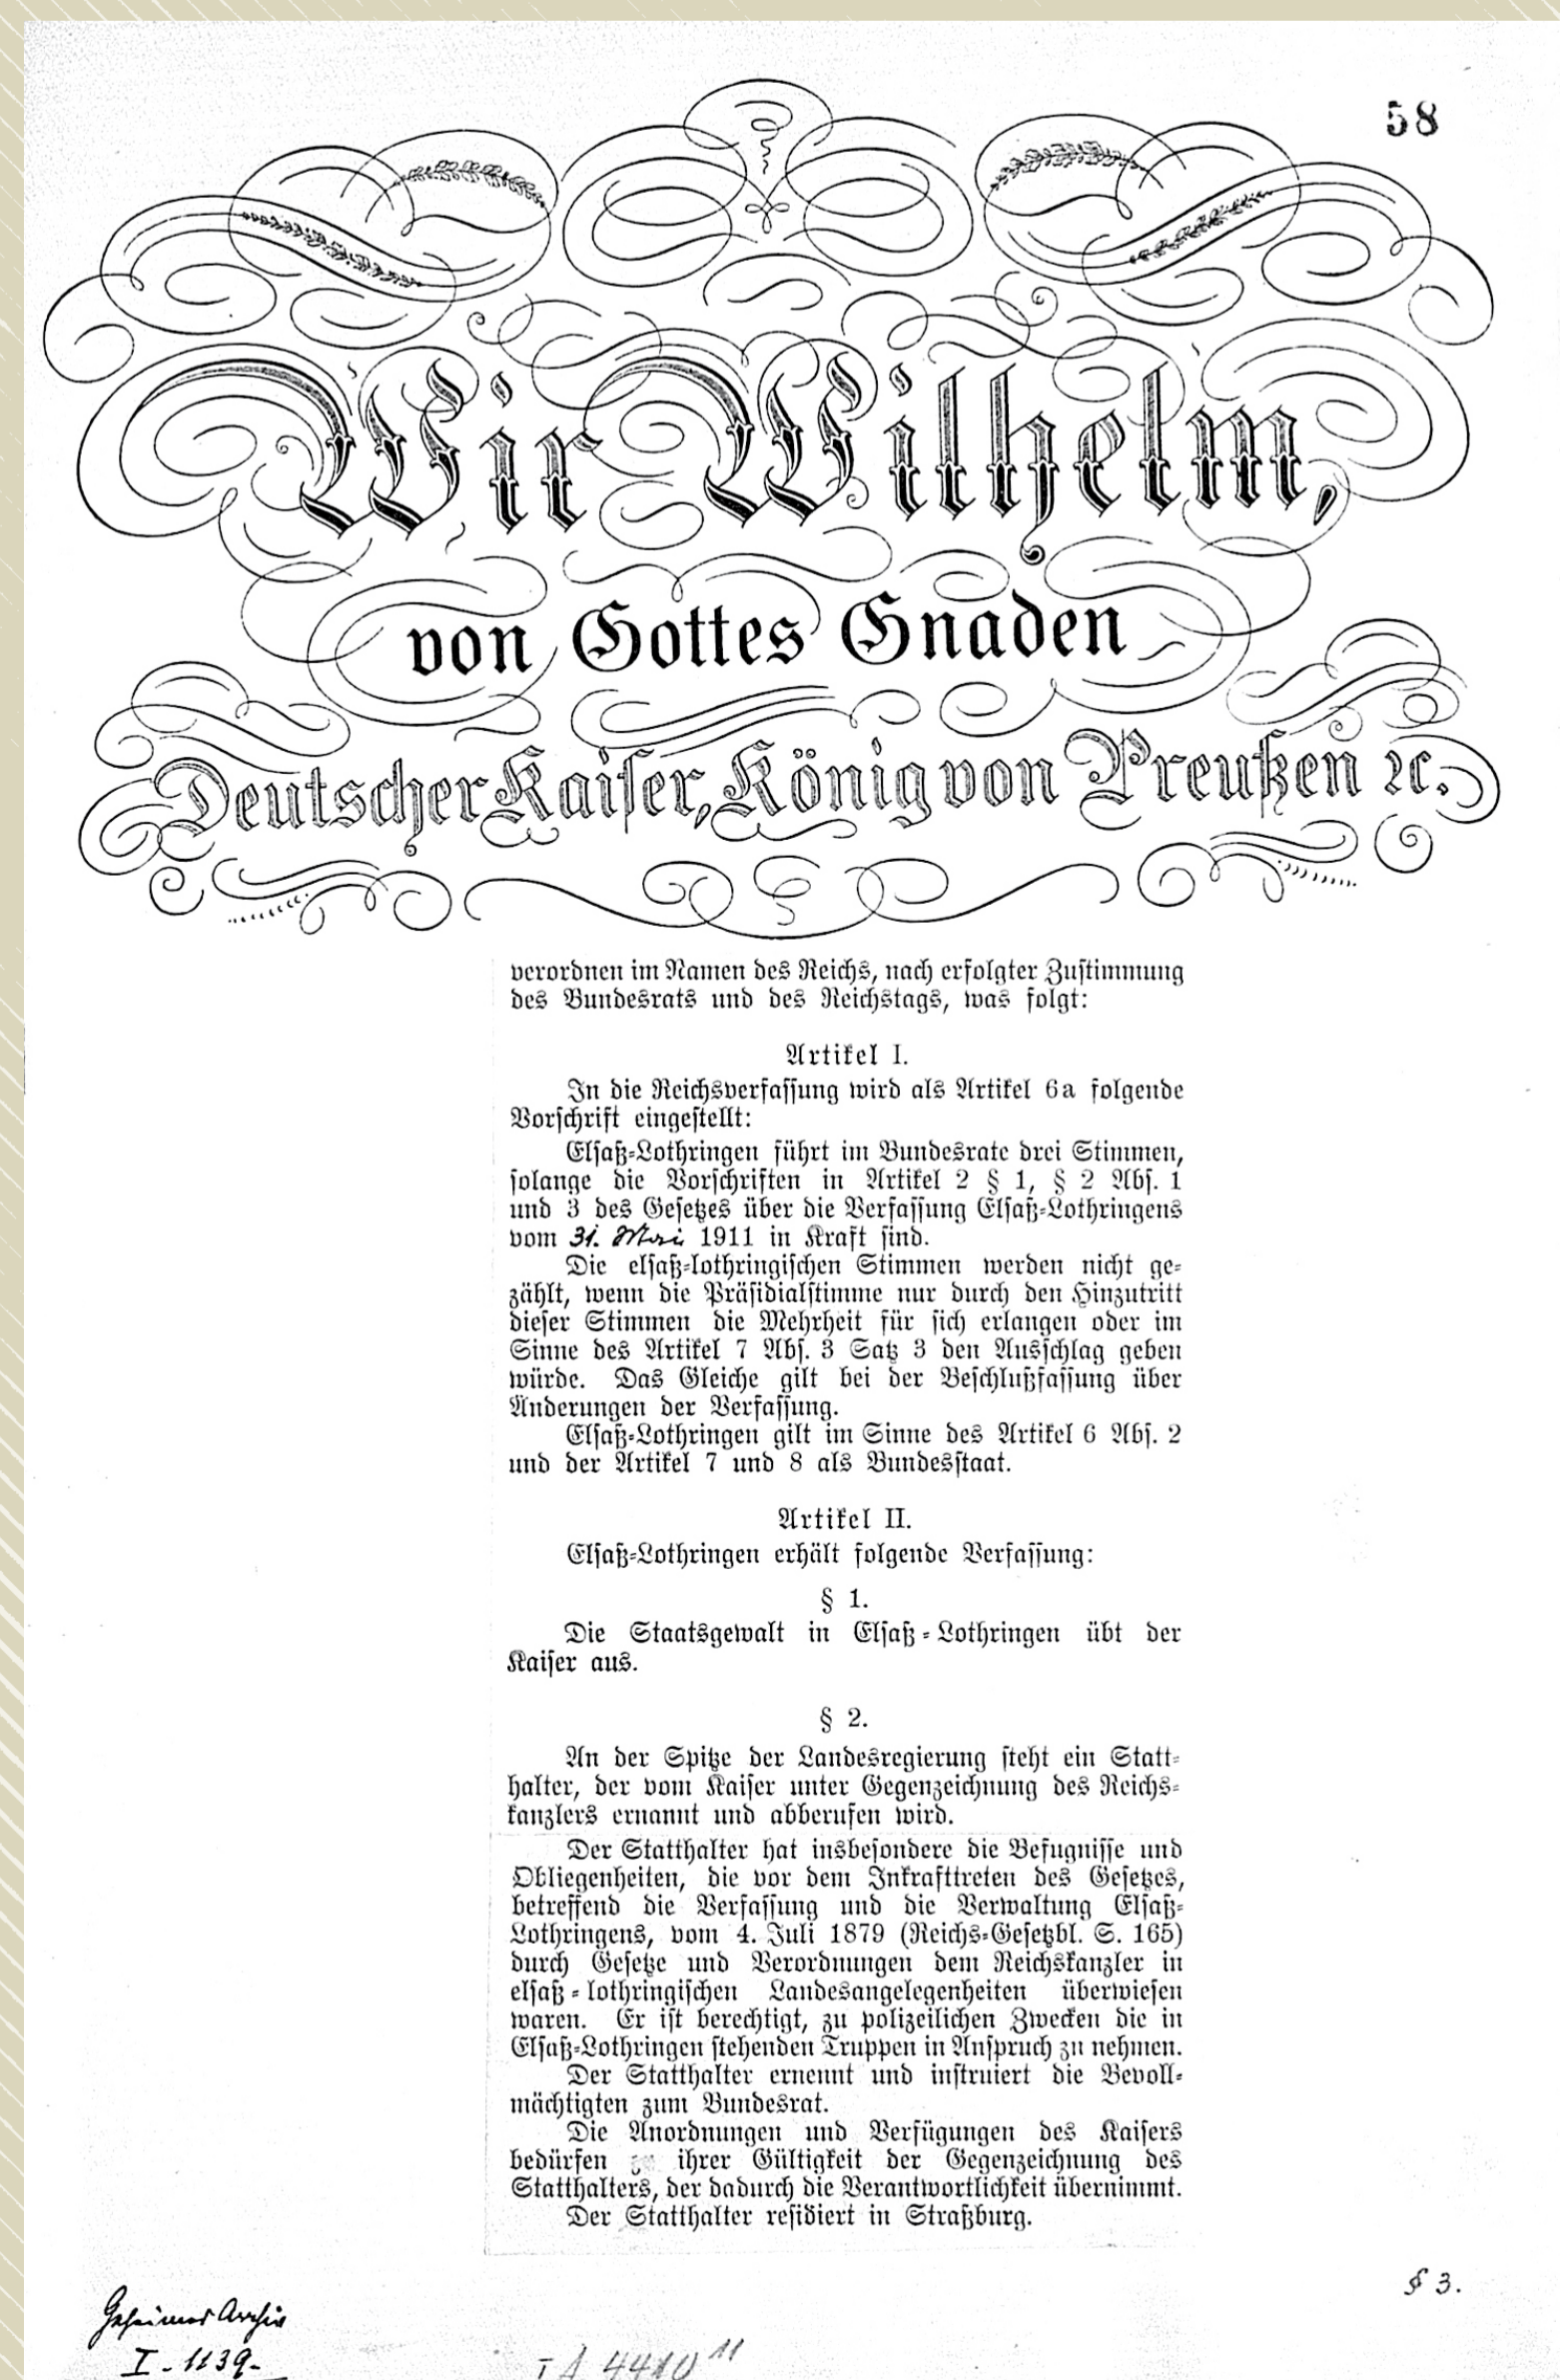 58
Wir Wilhelm,
von Gottes Gnaden
Deutscher Kaiser, König von Preußen ꝛc.
verordnen im Namen des Reichs, nach erfolgter Zustimmung
des Bundesrats und des Reichstags, was folgt:
Artikel I.
In die Reichsverfassung wird als Artikel 6a folgende
Vorschrift eingestellt:
Elsaß-Lothringen führt im Bundesrate drei Stimmen,
solange die Vorschriften in Artikel 2 § 1, § 2 Abs. 1
und 3 des Gesetzes über die Verfassung Elsaß-Lothringens
vom 31. Mai 1911 in Kraft sind.
Die elsaß-lothringischen Stimmen werden nicht ge-
zählt, wenn die Präsidialstimme nur durch den Hinzutritt
dieser Stimmen die Mehrheit für sich erlangen oder im
Sinne des Artikel 7 Abs. 3 Satz 3 den Ausschlag geben
würde. Das Gleiche gilt bei der Beschlußfassung über
Änderungen der Verfassung.
Elsaß-Lothringen gilt im Sinne des Artikel 6 Abs. 2
und der Artikel 7 und 8 als Bundesstaat.
Artikel II.
Elsaß-Lothringen erhält folgende Verfassung:
§ 1.
Die Staatsgewalt in Elsaß-Lothringen übt der
Kaiser aus.
§ 2.
An der Spitze der Landesregierung steht ein Statt-
halter, der vom Kaiser unter Gegenzeichnung des Reichs-
kanzlers ernannt und abberufen wird.
Der Statthalter hat insbesondere die Befugnisse und
Obliegenheiten, die vor dem Inkrafttreten des Gesetzes,
betreffend die Verfassung und die Verwaltung Elsaß-
Lothringens, vom 4. Juli 1879 (Reichs-Gesetzbl. S. 165)
durch Gesetze und Verordnungen dem Reichskanzler in
elsaß-lothringischen Landesangelegenheiten überwiesen
waren. Er ist berechtigt, zu polizeilichen Zwecken die in
Elsaß-Lothringen stehenden Truppen in Anspruch zu nehmen.
Der Statthalter ernennt und instruiert die Bevoll-
mächtigten zum Bundesrat.
Die Anordnungen und Verfügungen des Kaisers
bedürfen ihrer Gültigkeit der Gegenzeichnung des
Statthalters, der dadurch die Verantwortlichkeit übernimmt.
Der Statthalter residiert in Straßburg.
§ 3.
Geheimes Archiv
I. 1139.